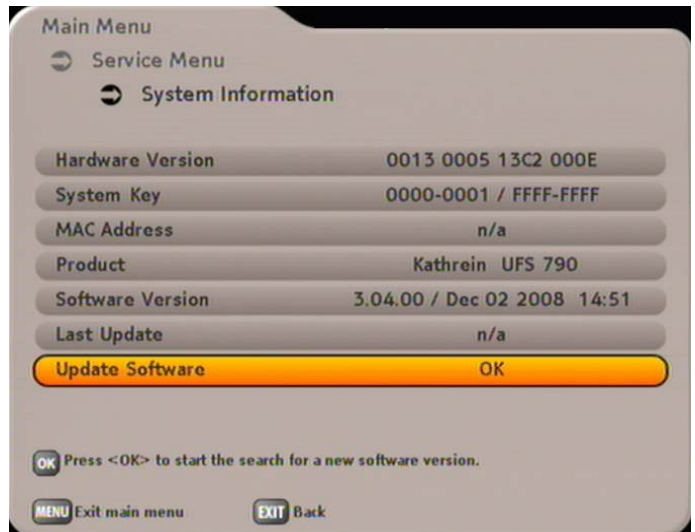 Main Menu
Service Menu
System Information
Hardware Version 0013 0005 13C2 000E
System Key 0000-0001 / FFFF-FFFF
MAC Address n/a
Product Kathrein UFS 790
Software Version 3.04.00 / Dec 02 2008 14:51
Last Update n/a
Update Software OK
OK Press <OK> to start the search for a new software version.
MENU Exit main menu EXIT Back